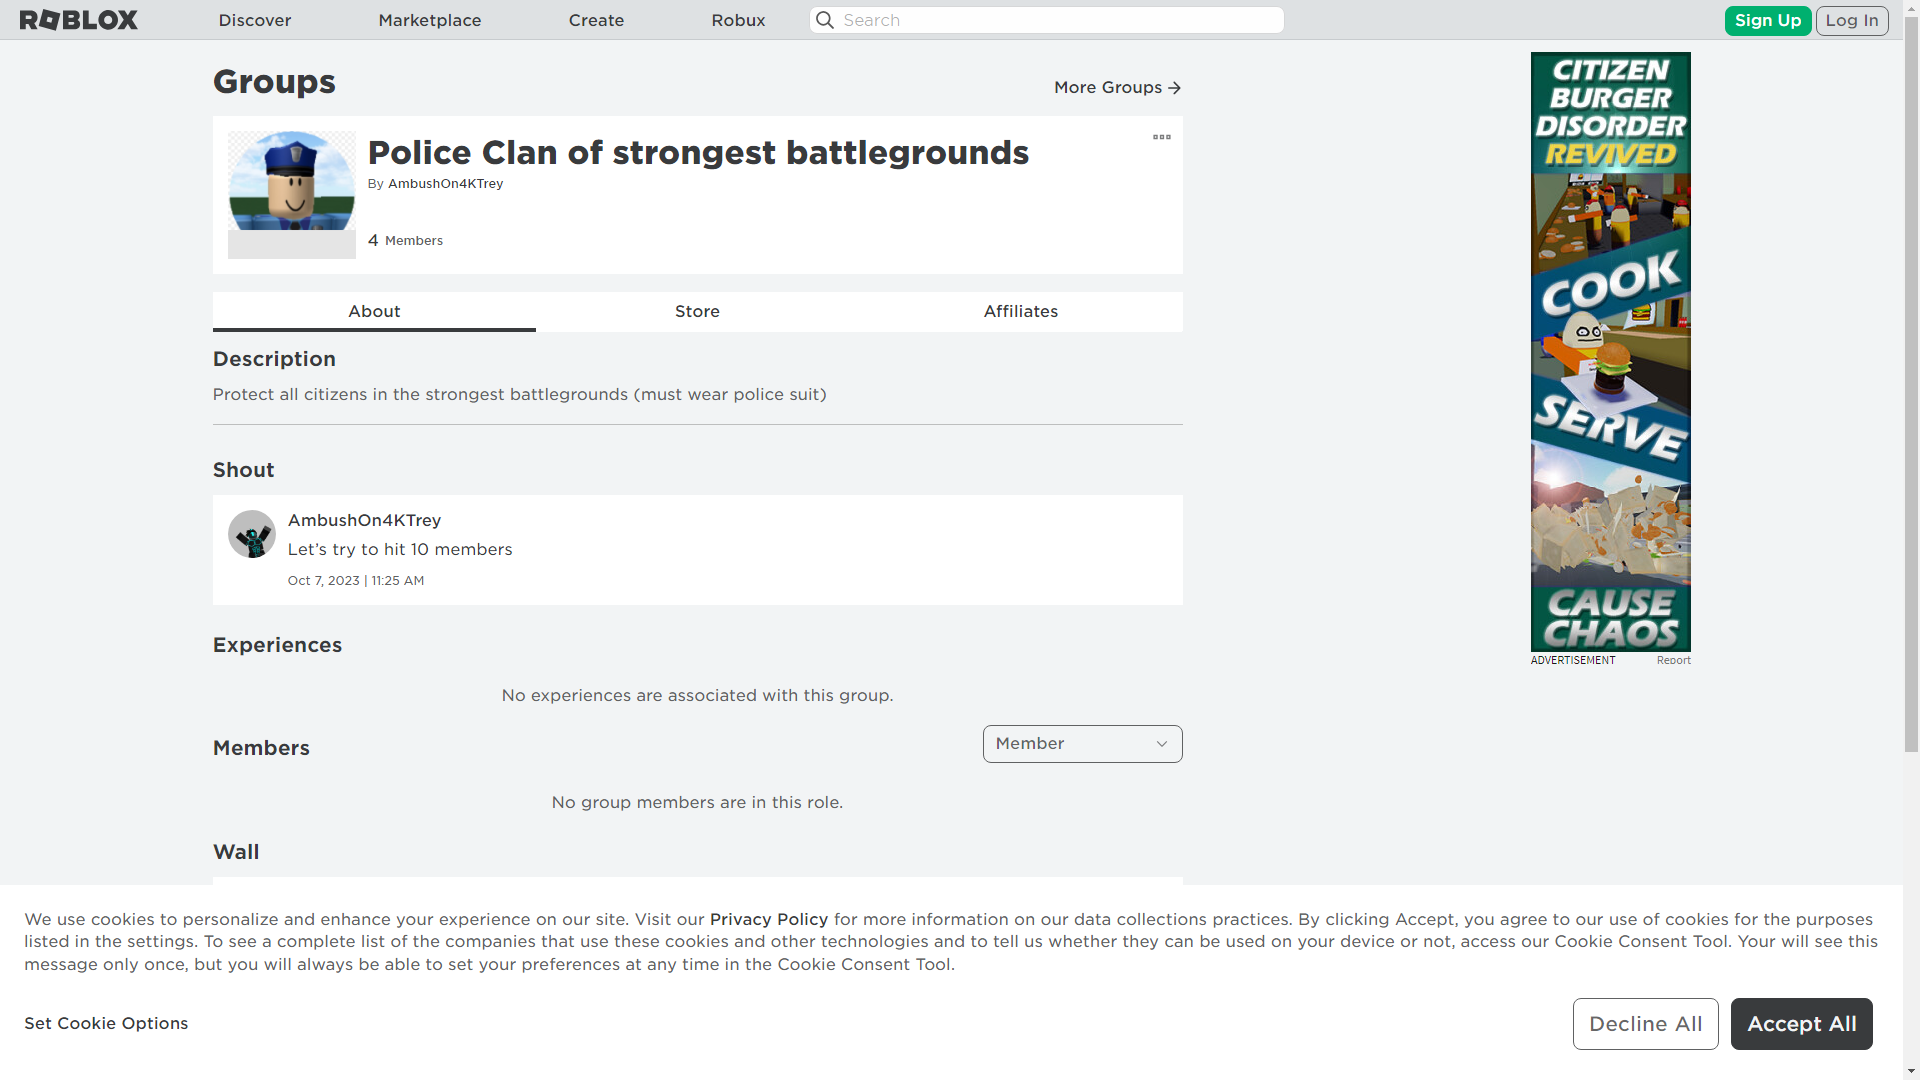 ROBLOX
Discover
Marketplace
Create
Robux
Search
Sign Up
Log In
Groups
More Groups
Police Clan of strongest battlegrounds
By AmbushOn4KTrey
4 Members
About
Store
Affiliates
Description
Protect all citizens in the strongest battlegrounds (must wear police suit)
Shout
AmbushOn4KTrey
Let’s try to hit 10 members
Oct 7, 2023 | 11:25 AM
Experiences
No experiences are associated with this group.
Members
Member
No group members are in this role.
Wall
CITIZEN
BURGER
DISORDER
REVIVED
COOK
SERVE
CAUSE
CHAOS
ADVERTISEMENT
Report
We use cookies to personalize and enhance your experience on our site. Visit our Privacy Policy for more information on our data collections practices. By clicking Accept, you agree to our use of cookies for the purposes
listed in the settings. To see a complete list of the companies that use these cookies and other technologies and to tell us whether they can be used on your device or not, access our Cookie Consent Tool. Your will see this
message only once, but you will always be able to set your preferences at any time in the Cookie Consent Tool.
Set Cookie Options
Decline All
Accept All